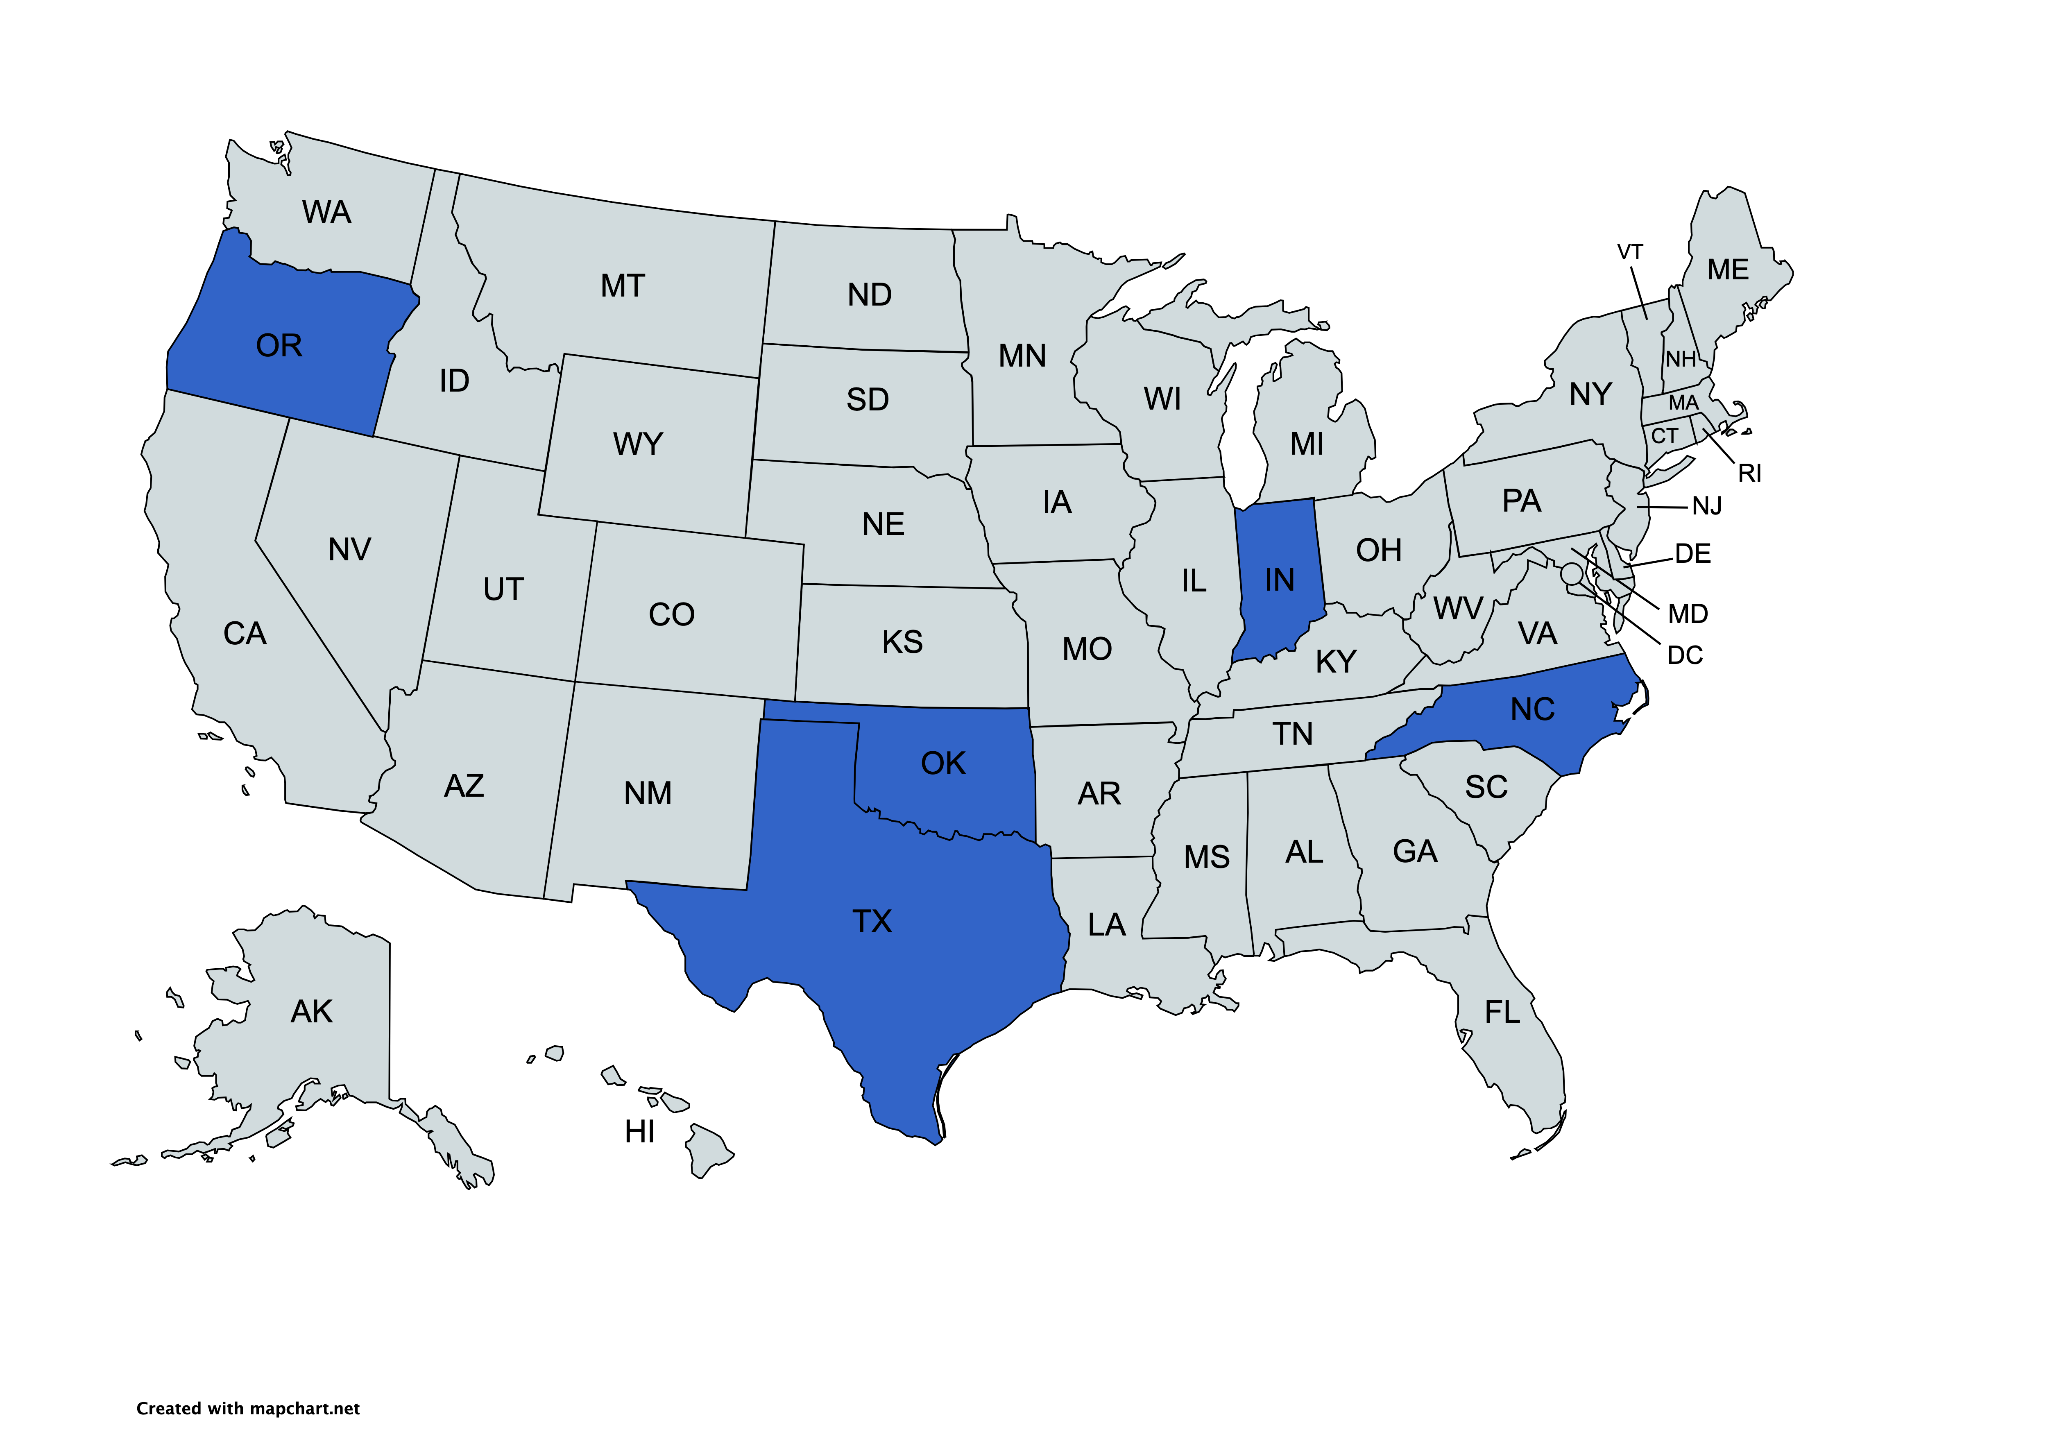 WA
MT
ND
MN
VT
ME
OR
ID
SD
WI
NH
NY
MA
WY
MI
CT
RI
IA
PA
NJ
NV
NE
OH
DE
UT
CO
IL
IN
WV
MD
CA
KS
MO
KY
VA
DC
NC
OK
TN
AZ
NM
AR
SC
TX
MS
AL
GA
LA
AK
FL
HI
Created with mapchart.net